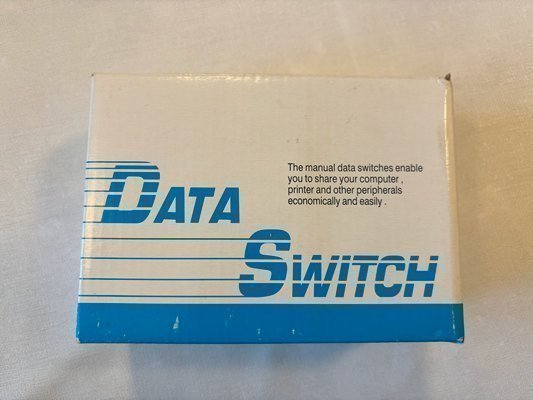 The manual data switches enable
you to share your computer ,
printer and other peripherals
economically and easily .
DATA
SWITCH